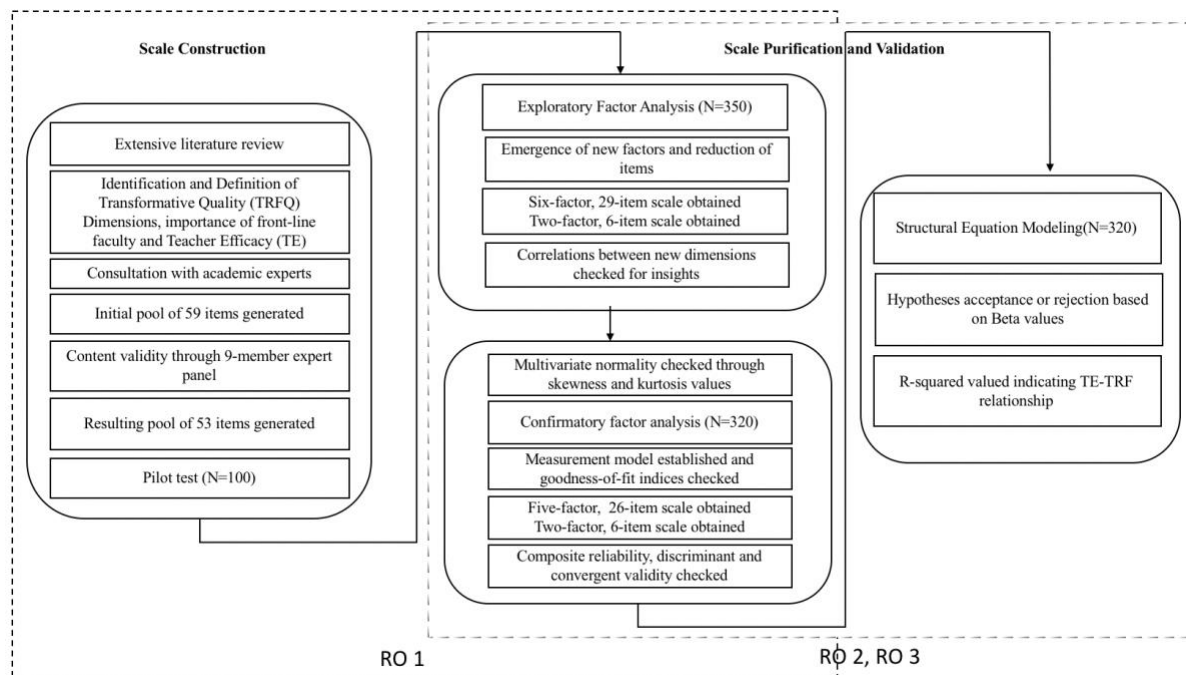 Scale Construction
Extensive literature review
Identification and Definition of
Transformative Quality (TRFQ)
Dimensions, importance of front-line
faculty and Teacher Efficacy (TE)
Consultation with academic experts
Initial pool of 59 items generated
Content validity through 9-member expert
panel
Resulting pool of 53 items generated
Pilot test (N=100)
Scale Purification and Validation
Exploratory Factor Analysis (N=350)
Emergence of new factors and reduction of
items
Six-factor, 29-item scale obtained
Two-factor, 6-item scale obtained
Correlations between new dimensions
checked for insights
Multivariate normality checked through
skewness and kurtosis values
Confirmatory factor analysis (N=320)
Measurement model established and
goodness-of-fit indices checked
Five-factor, 26-item scale obtained
Two-factor, 6-item scale obtained
Composite reliability, discriminant and
convergent validity checked
Structural Equation Modeling(N=320)
Hypotheses acceptance or rejection based
on Beta values
R-squared valued indicating TE-TRF
relationship
RO 1
RO 2, RO 3